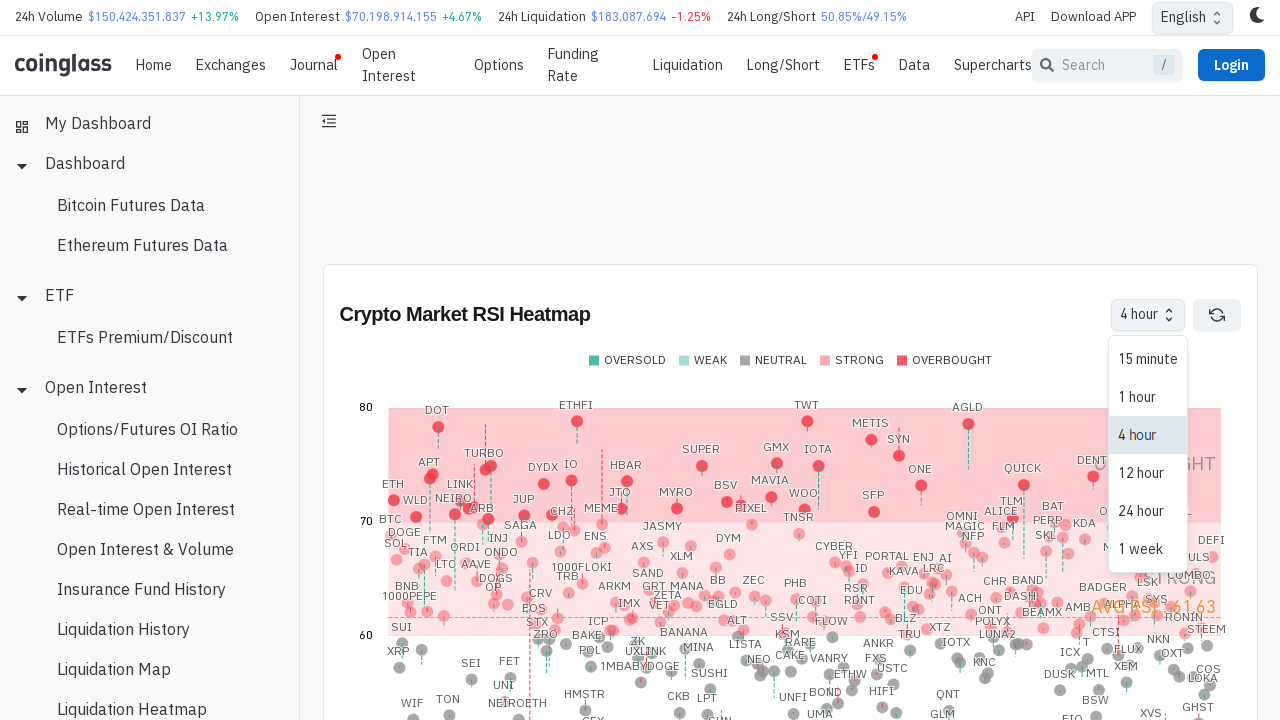 24h Volume $150,424,351,837 +13.97% Open Interest $70,198,914,155 +4.67% 24h Liquidation $183,087,694 -1.25% 24h Long/Short 50.85%/49.15% API Download APP English
coinglass Home Exchanges Journal Open Interest Options Funding Rate Liquidation Long/Short ETFs Data Supercharts Search / Login
My Dashboard
Dashboard
Bitcoin Futures Data
Ethereum Futures Data
ETF
ETFs Premium/Discount
Open Interest
Options/Futures OI Ratio
Historical Open Interest
Real-time Open Interest
Open Interest & Volume
Insurance Fund History
Liquidation History
Liquidation Map
Liquidation Heatmap
Crypto Market RSI Heatmap
4 hour
15 minute
1 hour
4 hour
12 hour
24 hour
1 week
OVERSOLD WEAK NEUTRAL STRONG OVERBOUGHT
80
DOT ETHFI TWT AGLD
METIS
SYN
TURBO SUPER GMX IOTA
APT DYDX IO HBAR ONE QUICK DENT
ETH LINK BSV MAVIA
WLD NEIRO JUP JTO MYRO WOO SFP
ARB MEME PIXEL TLM
70
BTC SAGA CHZ TNSR OMNI ALICE BAT
DOGE JASMY MAGIC FLM PERP KDA
SOL FTM INJ LDO ENS DYM NFP SKL DEFI
TIA ORDI ONDO AXS XLM CYBER YFI PORTAL ENJ AI
LTC AAVE 1000FLOKI ID KAVA LRC
DOGS TRB SAND BB ZEC PHB CHR BAND
BNB OP ARKM GRT MANA RSR EDU DASH BADGER LSK
1000PEPE CRV IMX ZETA VET EGLD COTI RDNT ACH ALPHA SYS
EOS ONT BEAMX AMB
STX ICP ALT SSV FLOW BLZ POLYX RONIN
60
SUI ZRO BAKE ZK BANANA KSM TRU XTZ LUNA2 CTSI STEEM
XRP POL UXLINK MINA LISTA RARE ANKR IOTX ICX T FLUX NKN
SEI FET 1MBABYDOGE SUSHI NEO CAKE VANRY FXS USTC KNC DUSK MTL XEM OXT COS
UNI ETHW LOKA
WIF TON NEIROETH HMSTR CKB LPT UNFI BOND HIFI QNT BSW GHST
UMA GLM XVS